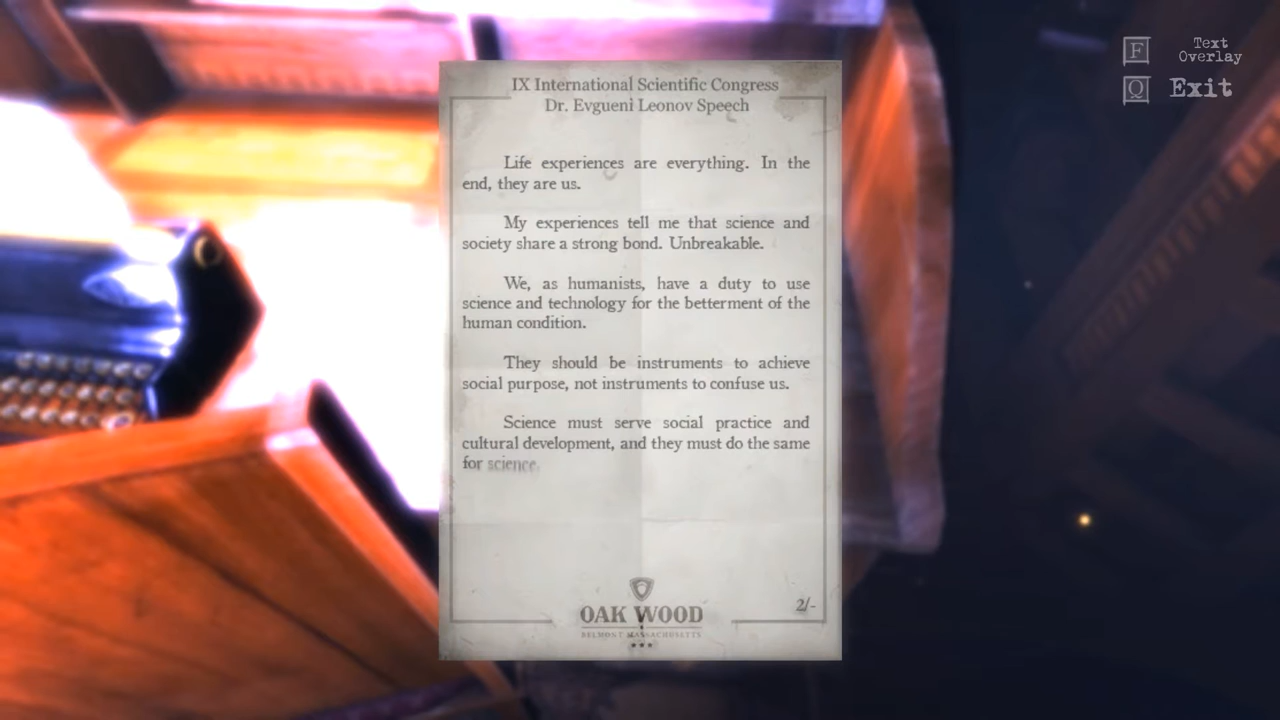 F
Text
Overlay
Q
Exit
IX International Scientific Congress
Dr. Evgueni Leonov Speech
Life experiences are everything. In the
end, they are us.
My experiences tell me that science and
society share a strong bond. Unbreakable.
We, as humanists, have a duty to use
science and technology for the betterment of the
human condition.
They should be instruments to achieve
social purpose, not instruments to confuse us.
Science must serve social practice and
cultural development, and they must do the same
for science.
2/-
OAK WOOD
BELMONT MASSACHUSETTS